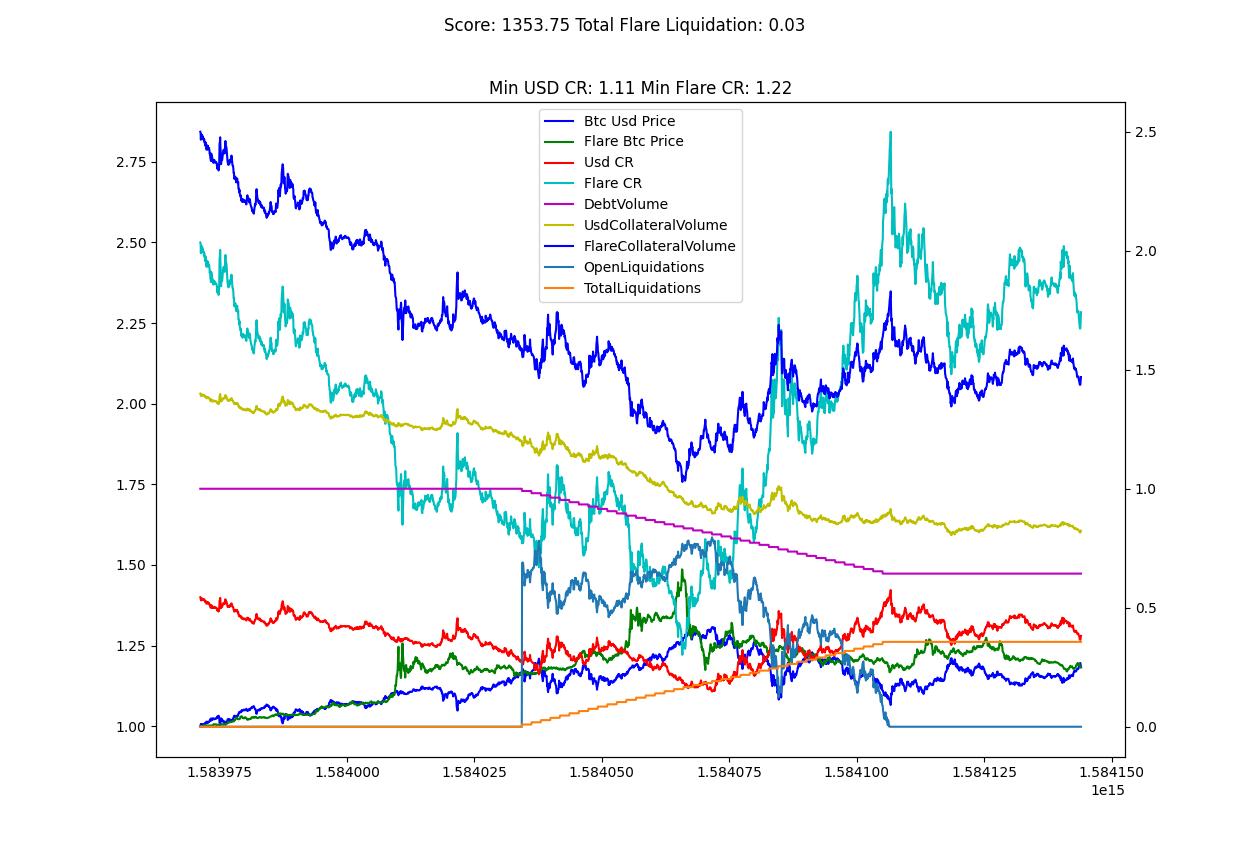 Score: 1353.75 Total Flare Liquidation: 0.03
Min USD CR: 1.11 Min Flare CR: 1.22
Btc Usd Price
Flare Btc Price
Usd CR
Flare CR
DebtVolume
UsdCollateralVolume
FlareCollateralVolume
OpenLiquidations
TotalLiquidations
2.75
2.50
2.25
2.00
1.75
1.50
1.25
1.00
2.5
2.0
1.5
1.0
0.5
0.0
1.583975 1.584000 1.584025 1.584050 1.584075 1.584100 1.584125 1.584150
1e15